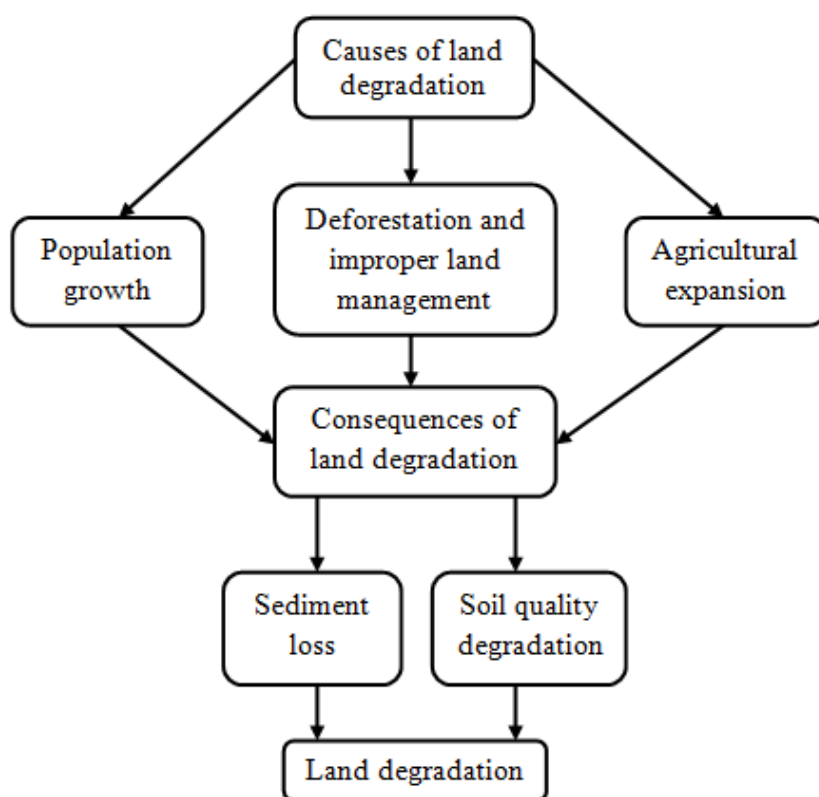 Causes of land
degradation
Population
growth
Deforestation and
improper land
management
Agricultural
expansion
Consequences of
land degradation
Sediment
loss
Soil quality
degradation
Land degradation